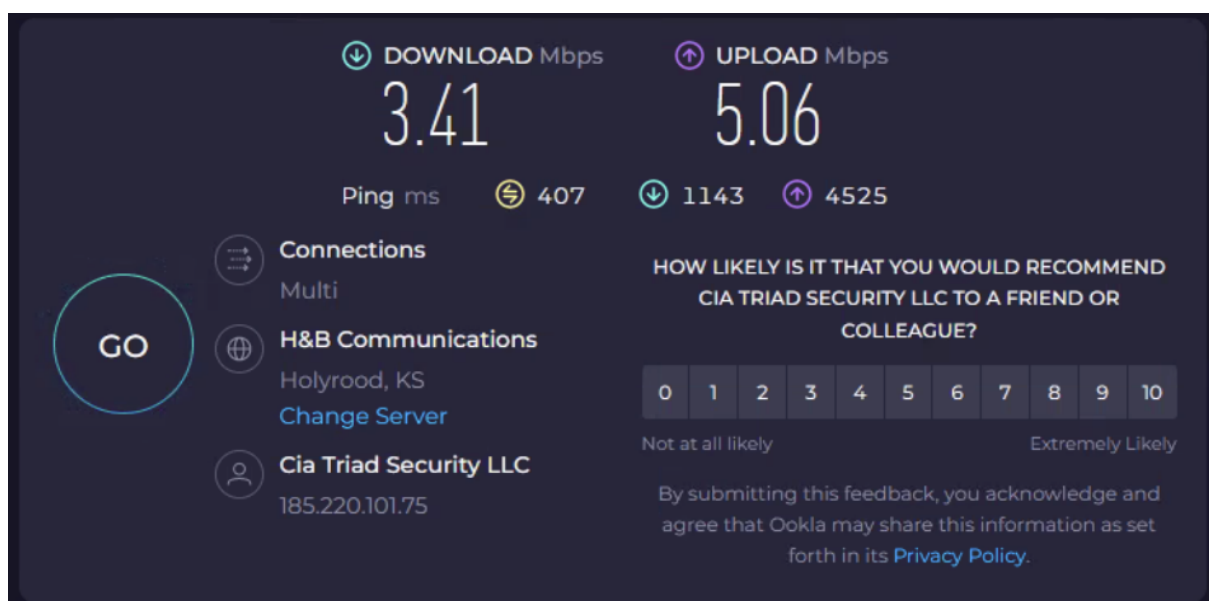 DOWNLOAD Mbps
UPLOAD Mbps
3.41
5.06
Ping ms 407 1143 4525
GO
Connections
Multi
H&B Communications
Holyrood, KS
Change Server
Cia Triad Security LLC
185.220.101.75
HOW LIKELY IS IT THAT YOU WOULD RECOMMEND
CIA TRIAD SECURITY LLC TO A FRIEND OR
COLLEAGUE?
0 1 2 3 4 5 6 7 8 9 10
Not at all likely
Extremely Likely
By submitting this feedback, you acknowledge and
agree that Ookla may share this information as set
forth in its Privacy Policy.